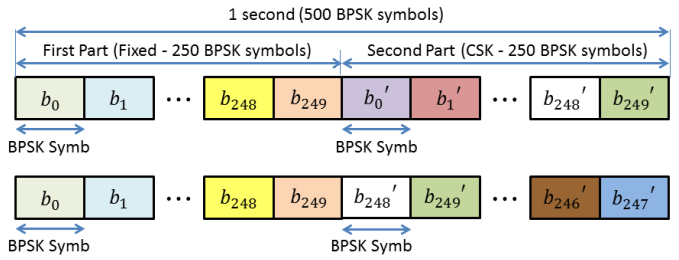 1 second (500 BPSK symbols)
First Part (Fixed - 250 BPSK symbols) Second Part (CSK - 250 BPSK symbols)
b₀ b₁ ··· b₂₄₈ b₂₄₉ b₀′ b₁′ ··· b₂₄₈′ b₂₄₉′
BPSK Symb BPSK Symb
b₀ b₁ ··· b₂₄₈ b₂₄₉ b₂₄₈′ b₂₄₉′ ··· b₂₄₆′ b₂₄₇′
BPSK Symb BPSK Symb